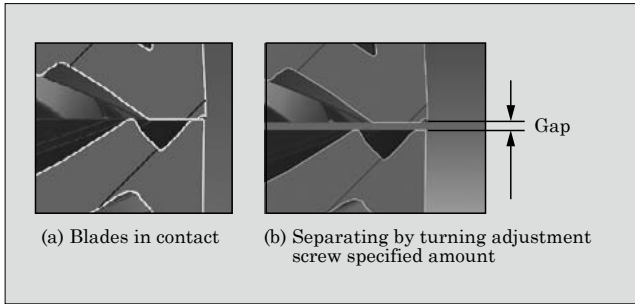 Gap
(a) Blades in contact
(b) Separating by turning adjustment
screw specified amount